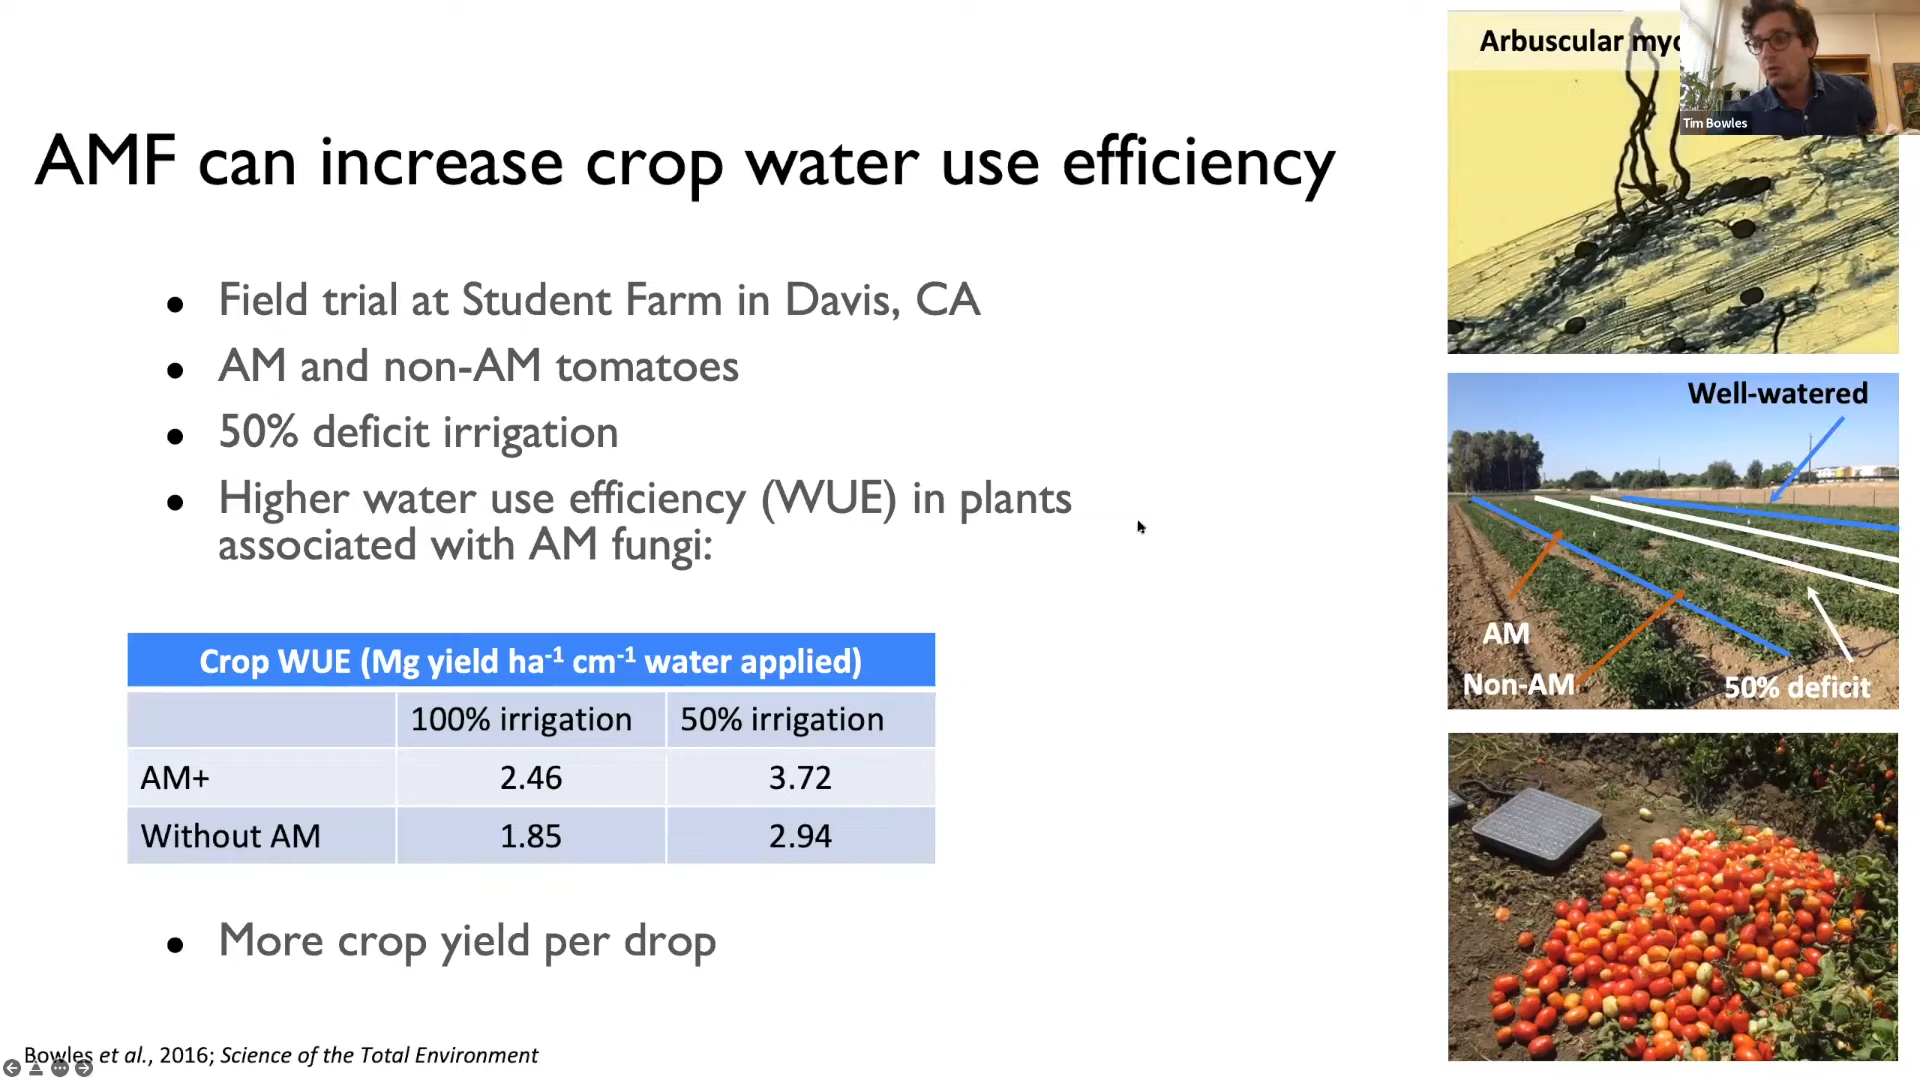 AMF can increase crop water use efficiency
• Field trial at Student Farm in Davis, CA
• AM and non-AM tomatoes
• 50% deficit irrigation
• Higher water use efficiency (WUE) in plants
associated with AM fungi:
Crop WUE (Mg yield ha-1 cm-1 water applied)
100% irrigation 50% irrigation
AM+ 2.46 3.72
Without AM 1.85 2.94
• More crop yield per drop
Bowles et al., 2016; Science of the Total Environment
Arbuscular
Tim Bowles
Well-watered
AM
Non-AM
50% deficit